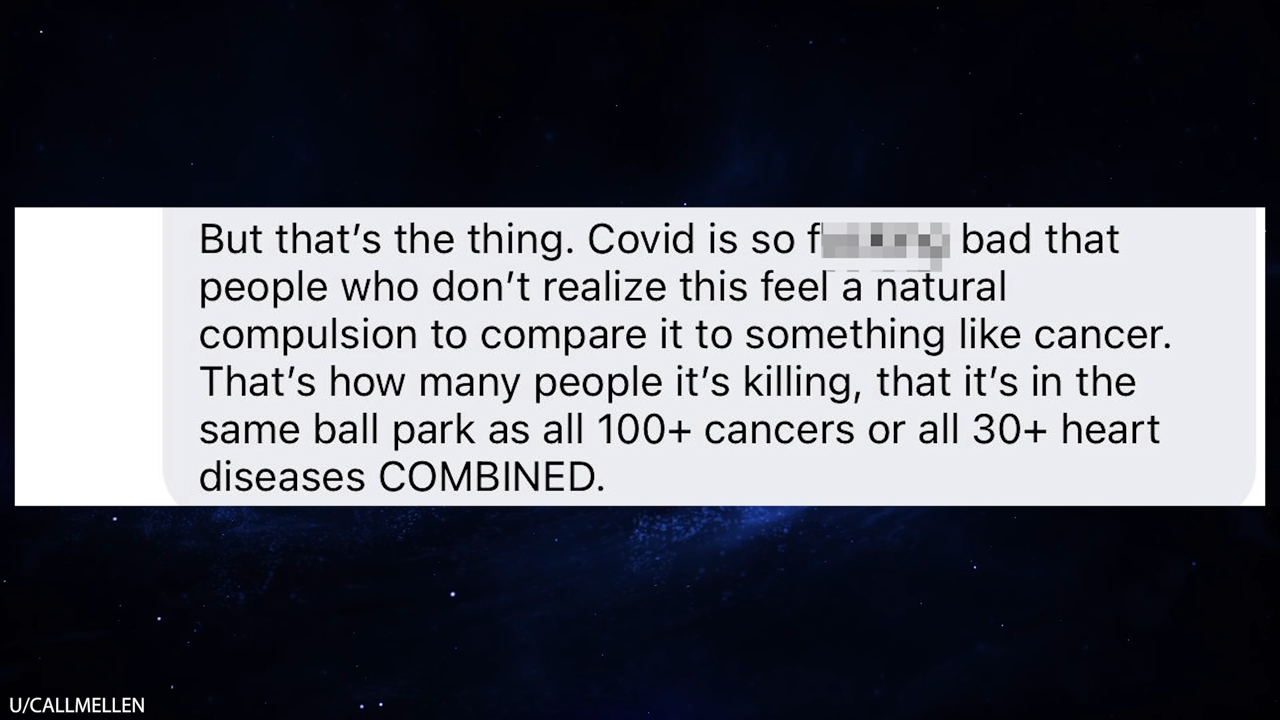 But that’s the thing. Covid is so f bad that
people who don’t realize this feel a natural
compulsion to compare it to something like cancer.
That’s how many people it’s killing, that it’s in the
same ball park as all 100+ cancers or all 30+ heart
diseases COMBINED.
U/CALLMELLEN